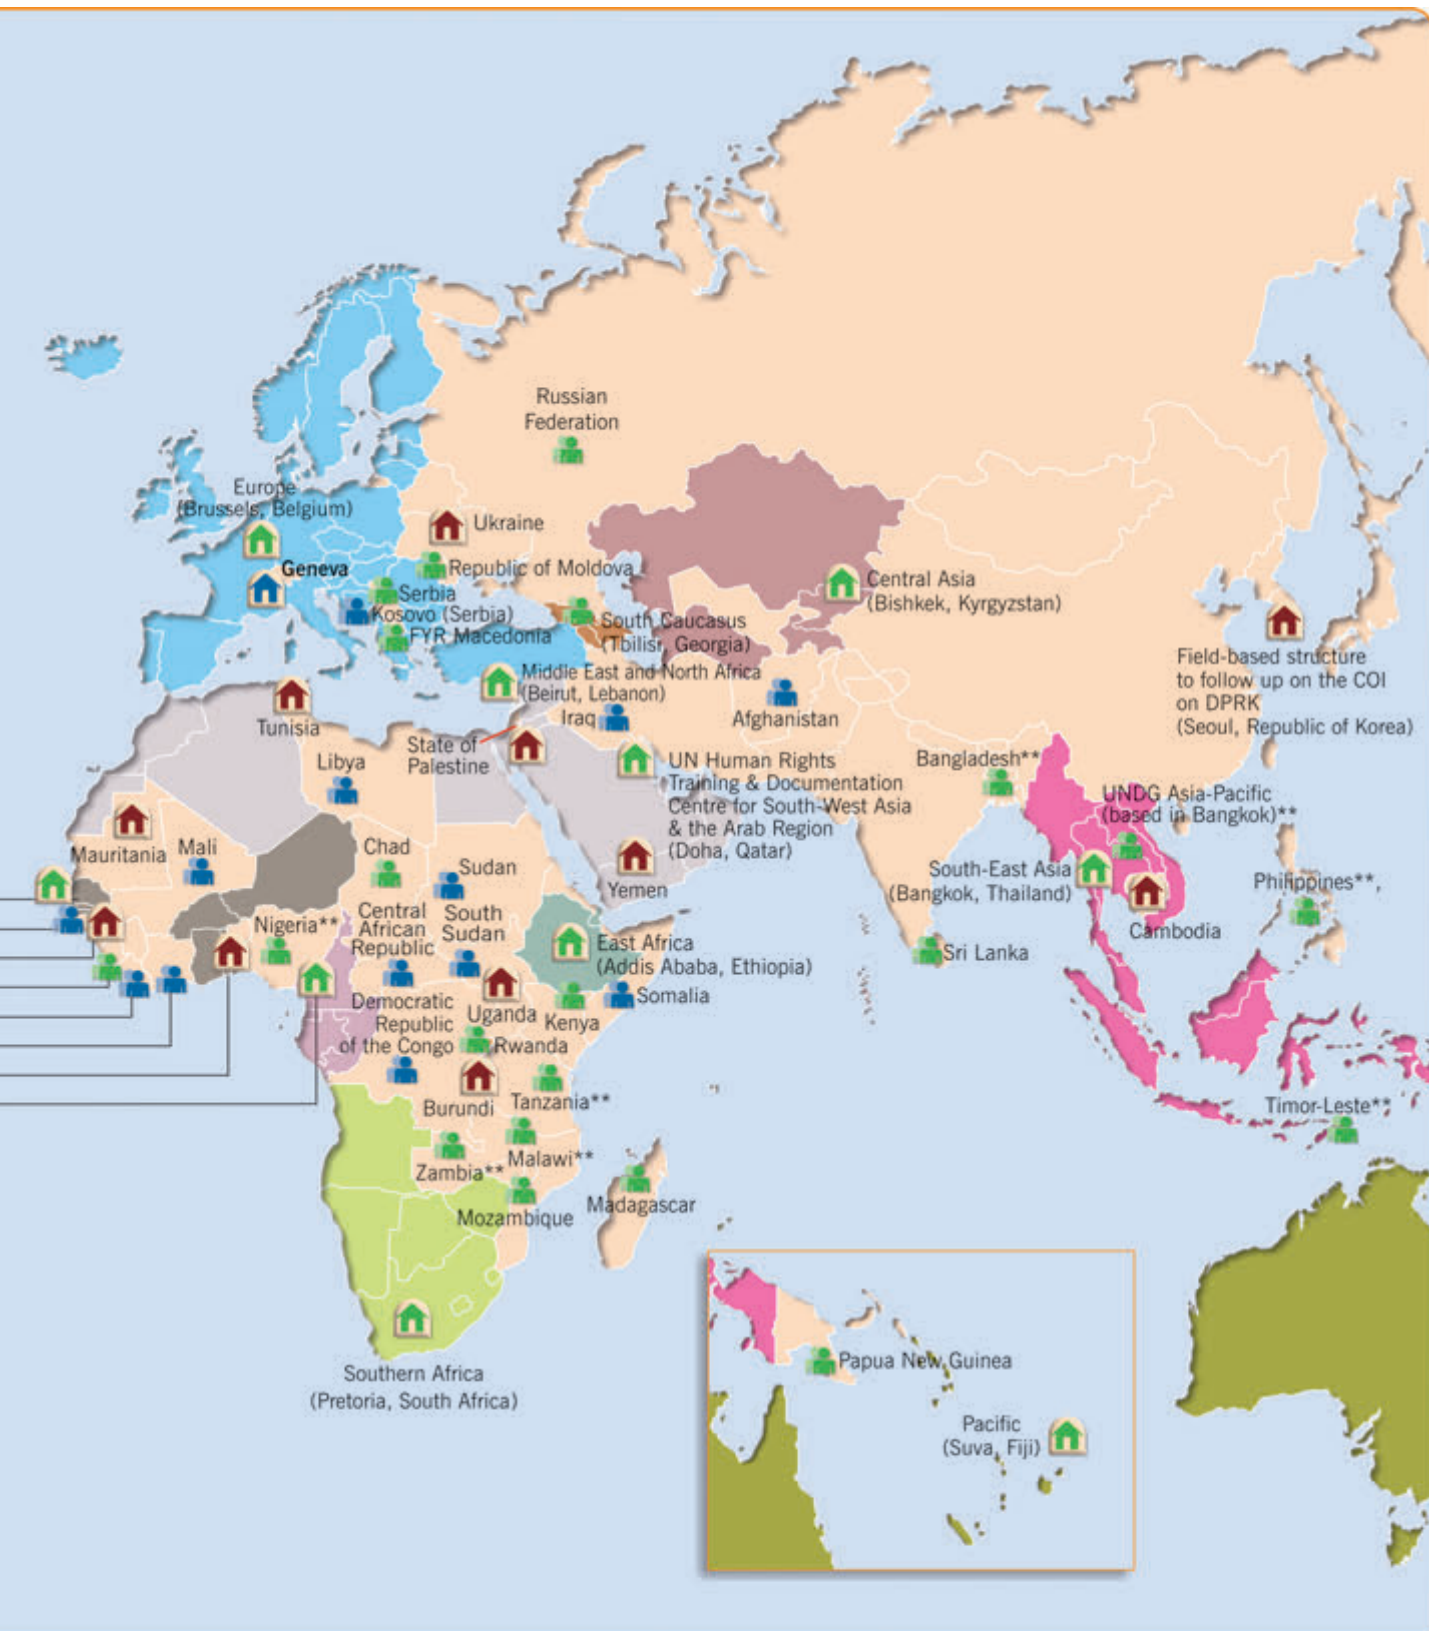 Russian
Federation
Europe
(Brussels, Belgium)
Ukraine
Geneva
Republic of Moldova
Serbia
Kosovo (Serbia)
FYR Macedonia
Central Asia
(Bishkek, Kyrgyzstan)
South Caucasus
(Tbilisi, Georgia)
Middle East and North Africa
(Beirut, Lebanon)
Iraq
Afghanistan
Field-based structure
to follow up on the COI
on DPRK
(Seoul, Republic of Korea)
Tunisia
State of
Palestine
Libya
UN Human Rights
Training & Documentation
Centre for South-West Asia
& the Arab Region
(Doha, Qatar)
Bangladesh**
UNDG Asia-Pacific
(based in Bangkok)**
Mauritania
Mali
Chad
Sudan
Yemen
South-East Asia
(Bangkok, Thailand)
Philippines**,
Cambodia
Nigeria**
Central
African
Republic
South
Sudan
East Africa
(Addis Ababa, Ethiopia)
Sri Lanka
Somalia
Democratic
Republic
of the Congo
Uganda
Kenya
Rwanda
Burundi
Tanzania**
Timor-Leste**
Zambia**
Malawi**
Mozambique
Madagascar
Southern Africa
(Pretoria, South Africa)
Papua New Guinea
Pacific
(Suva, Fiji)